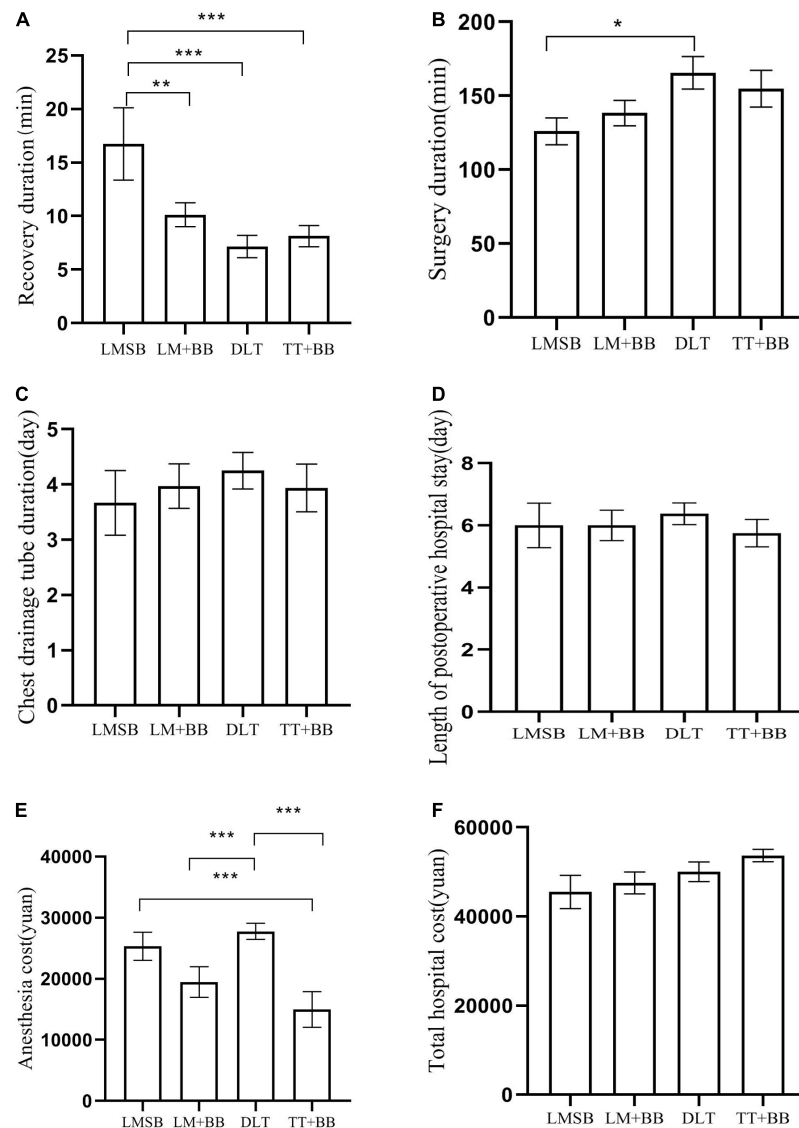 A
***
***
**
Recovery duration (min)
25
20
15
10
5
0
LMSB LM+BB DLT TT+BB
B
*
Surgery duration(min)
200
150
100
50
0
LMSB LM+BB DLT TT+BB
C
Chest drainage tube duration(day)
5
4
3
2
1
0
LMSB LM+BB DLT TT+BB
D
Length of postoperative hospital stay(day)
8
6
4
2
0
LMSB LM+BB DLT TT+BB
E
***
***
***
Anesthesia cost(yuan)
40000
30000
20000
10000
0
LMSB LM+BB DLT TT+BB
F
Total hospital cost(yuan)
60000
40000
20000
0
LMSB LM+BB DLT TT+BB